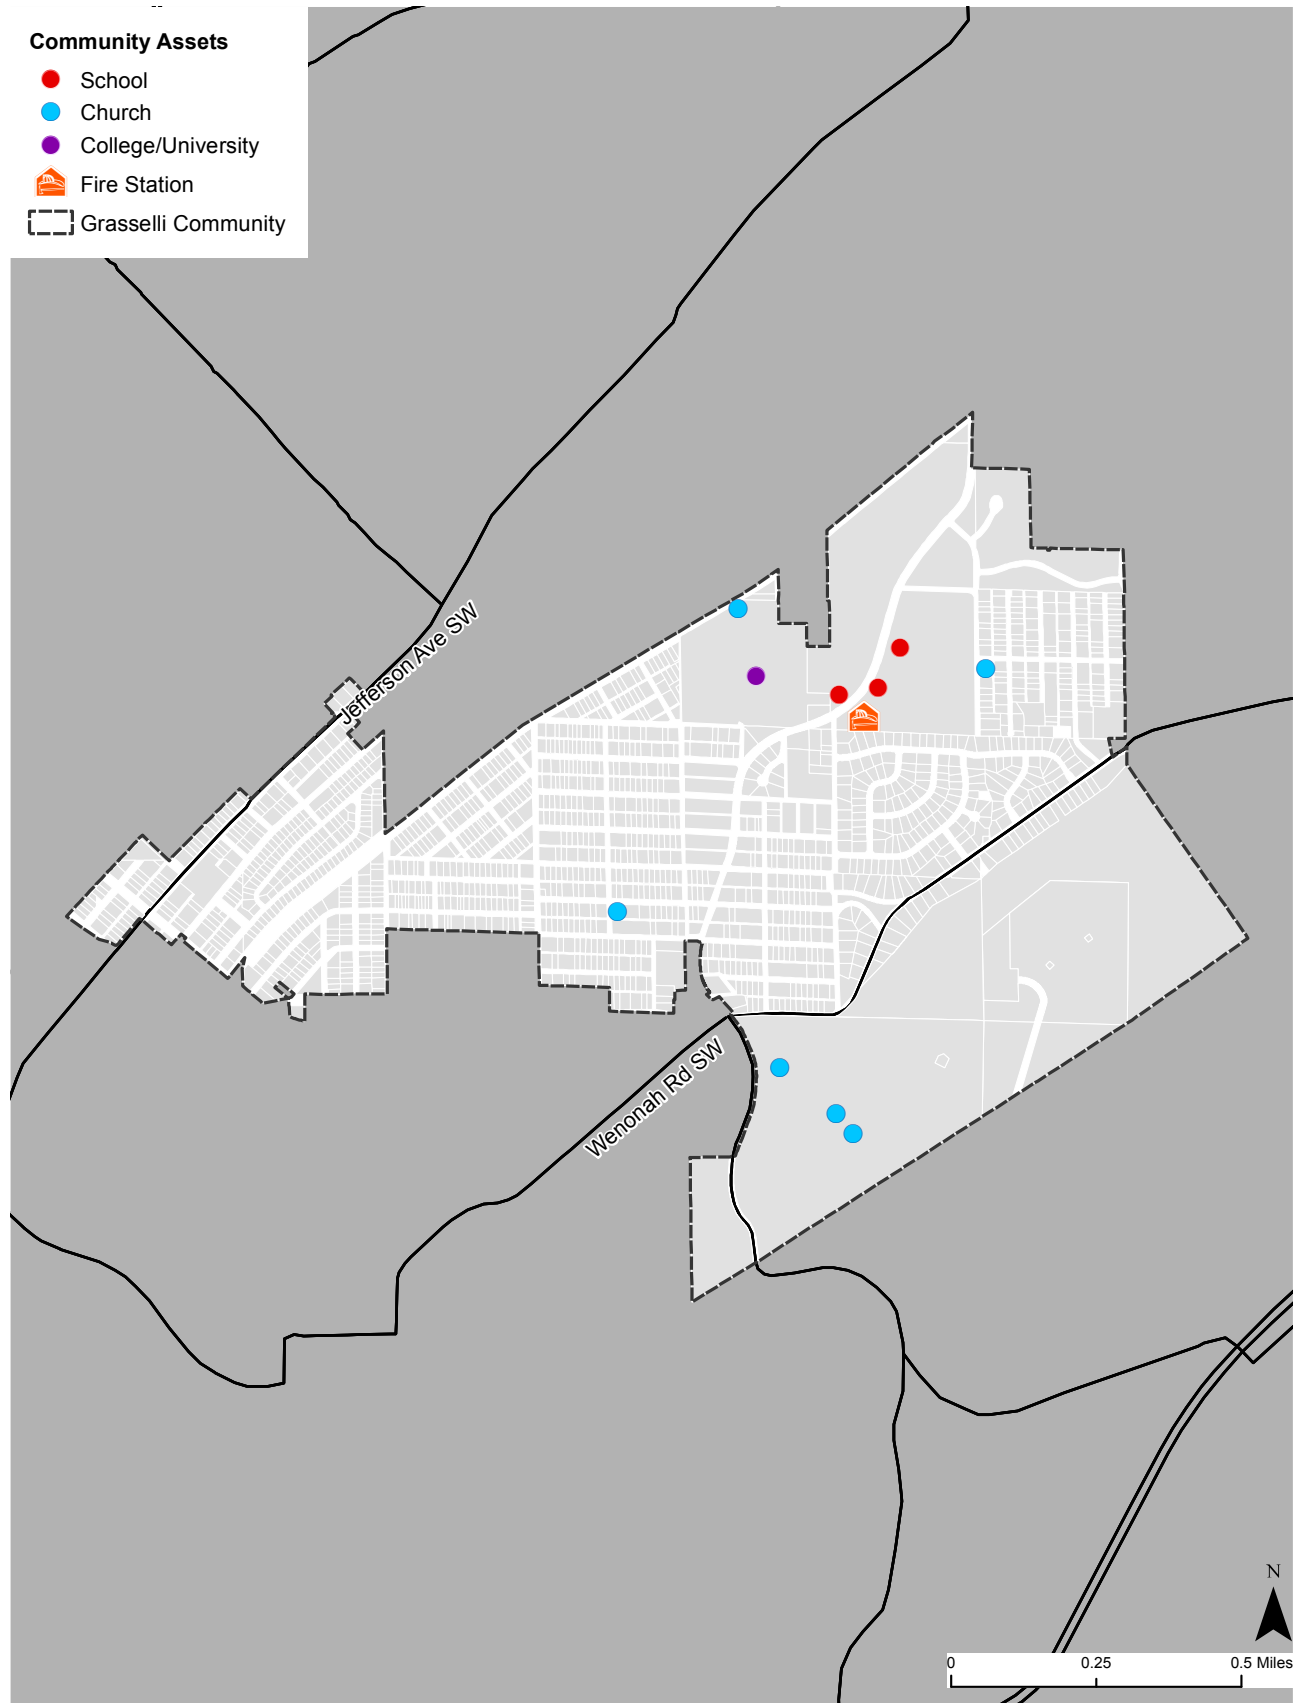 Community Assets
School
Church
College/University
Fire Station
Grasselli Community
Jefferson Ave SW
Wenonah Rd SW
N
0 0.25 0.5 Miles